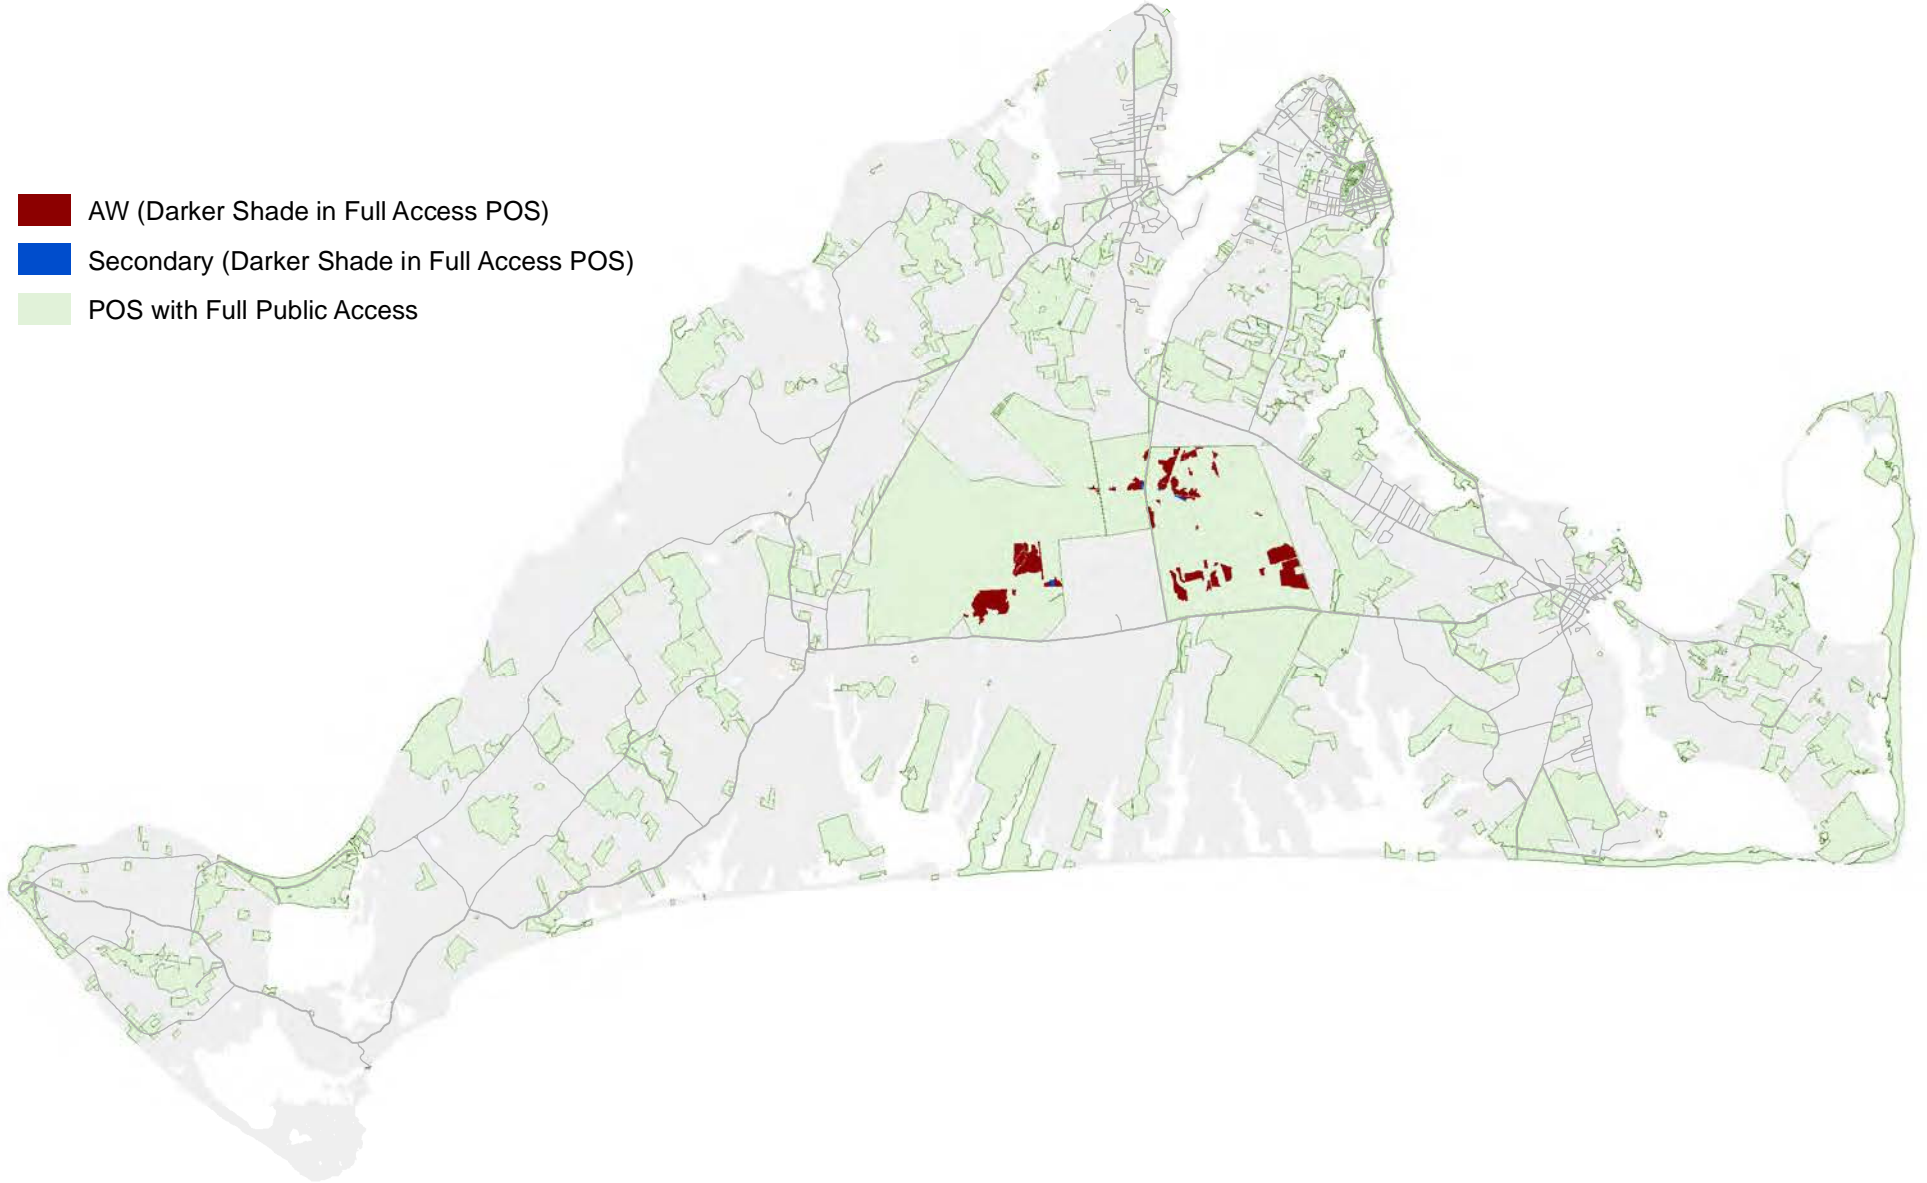 AW (Darker Shade in Full Access POS)
Secondary (Darker Shade in Full Access POS)
POS with Full Public Access